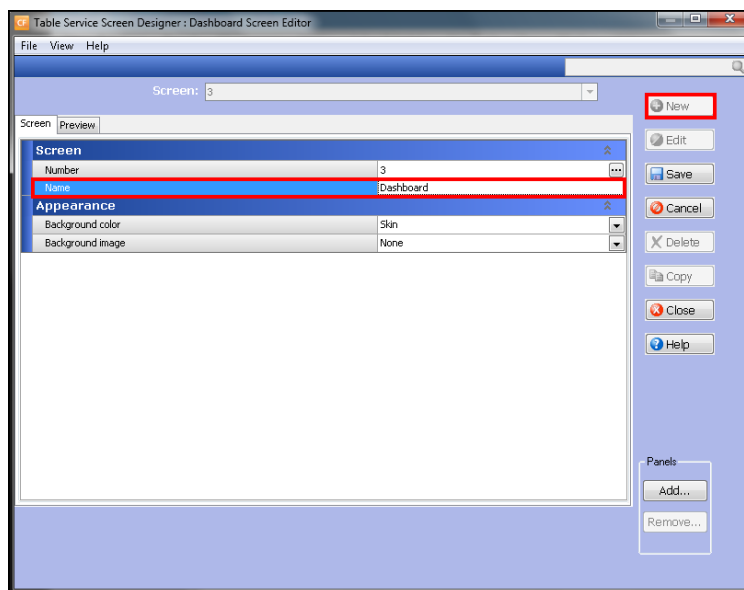 CF Table Service Screen Designer : Dashboard Screen Editor
File View Help
Screen: 3
New
Screen Preview
Edit
Screen
Number 3 ...
Save
Name Dashboard
Appearance
Cancel
Background color Skin
Background image None
Delete
Copy
Close
Help
Panels
Add...
Remove...